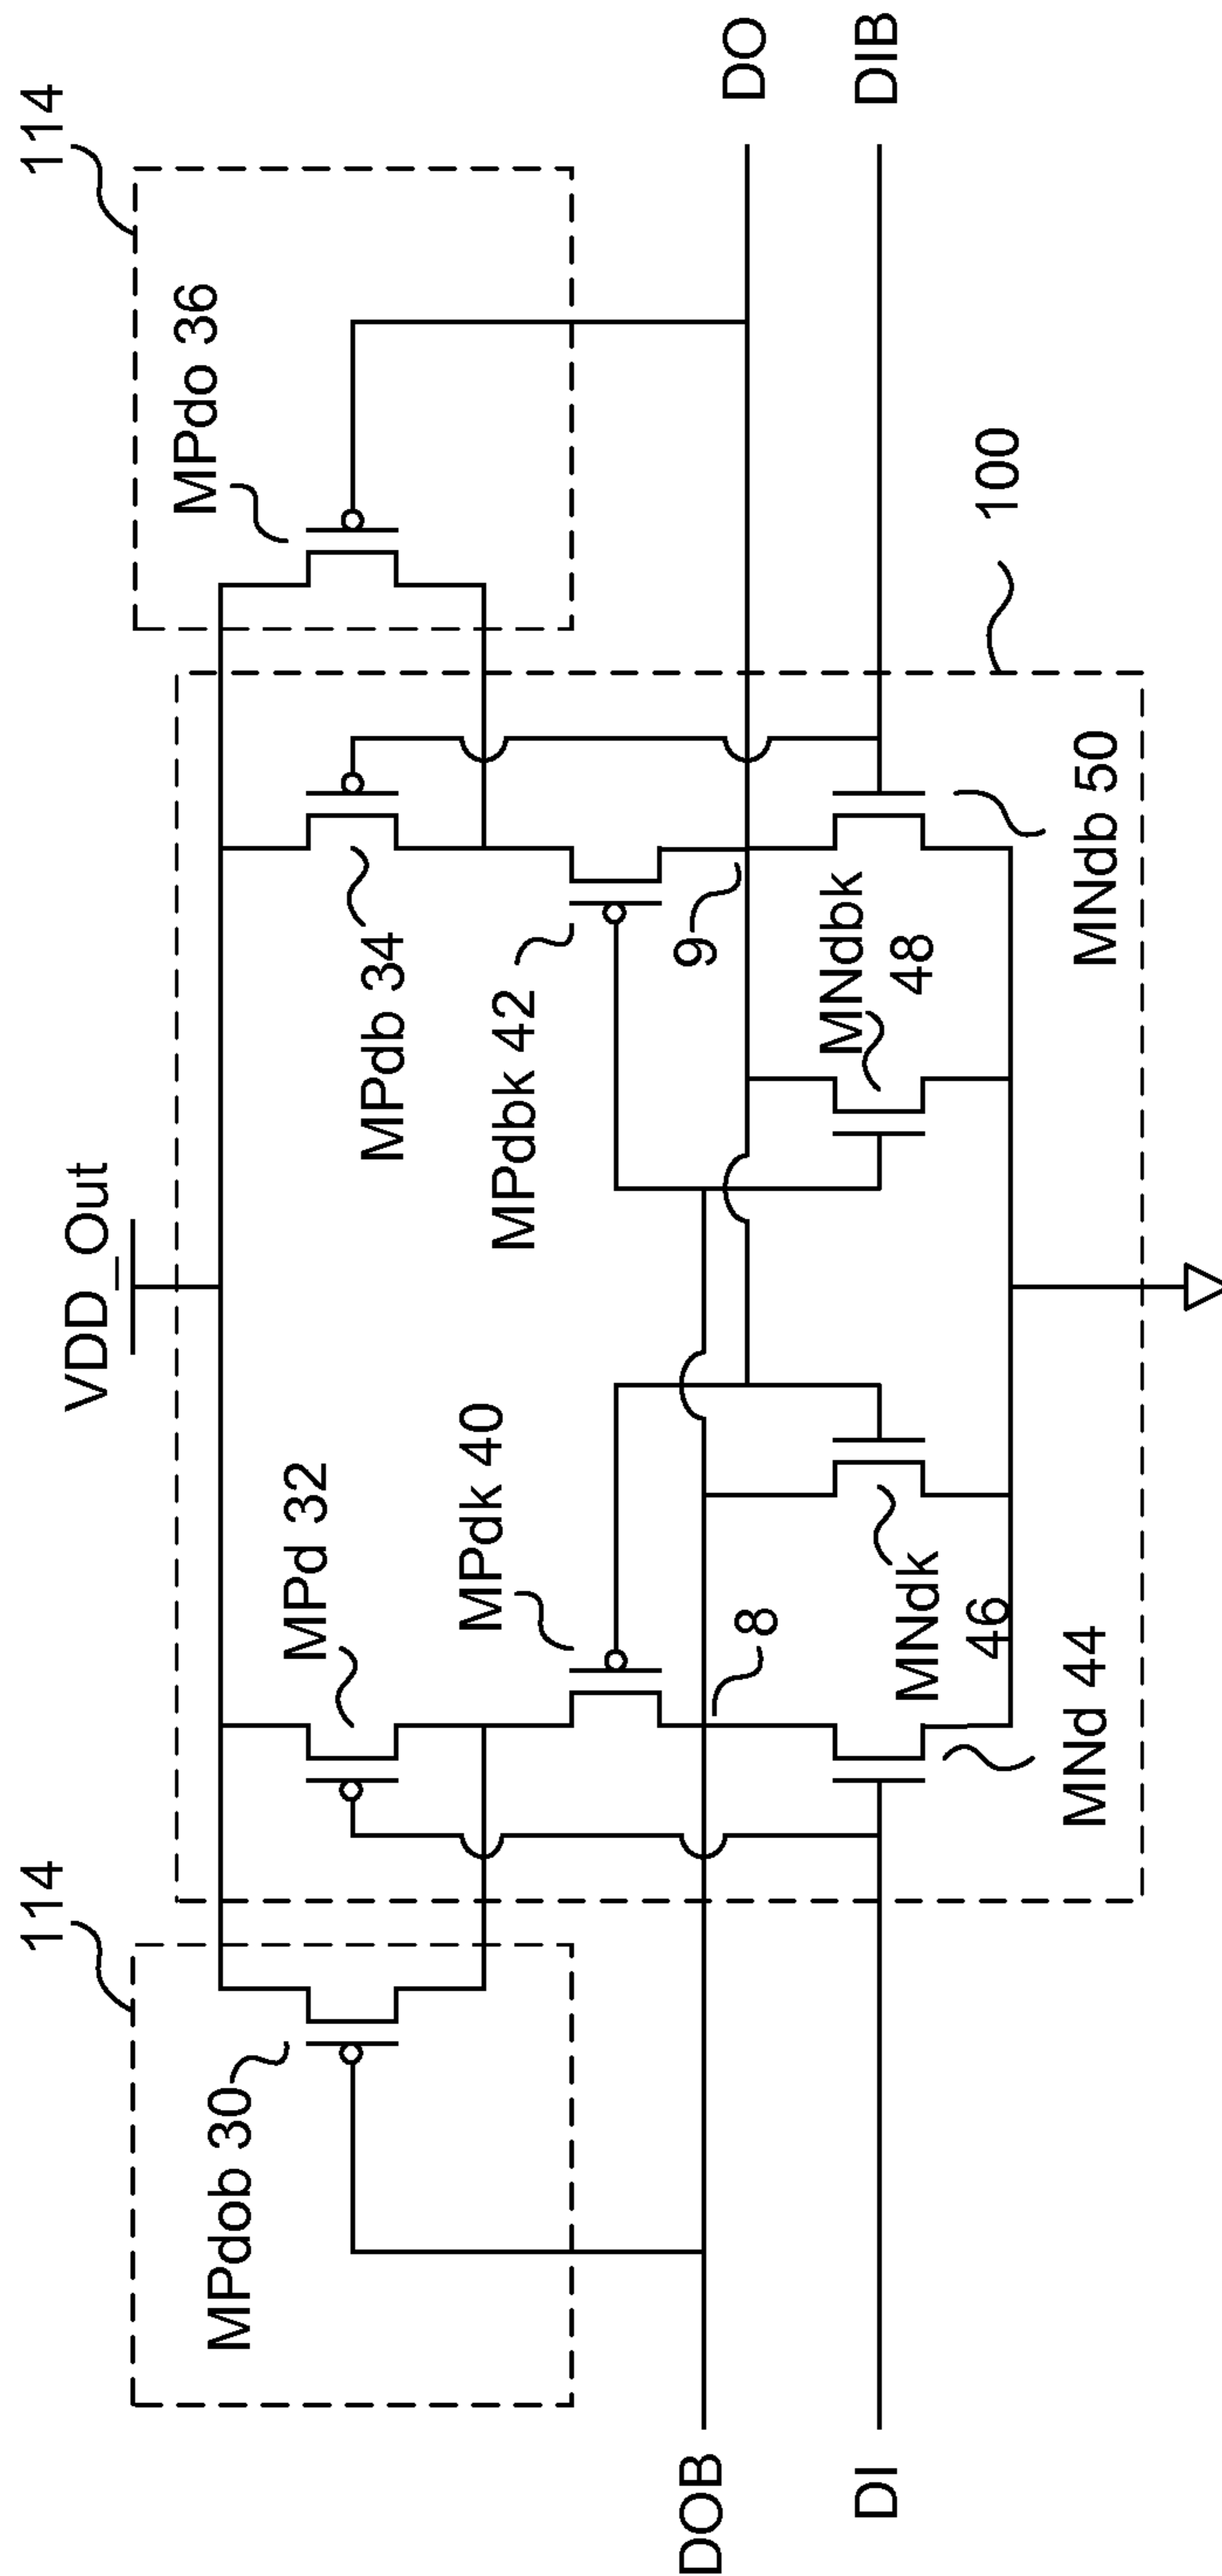 VDD_Out
114
114
MPdob 30
MPd 32
MPdb 34
MPdo 36
MPdk 40
MPdbk 42
DOB
8
9
DO
DI
MNd 44
MNdk
46
MNdbk
48
MNdb 50
DIB
100